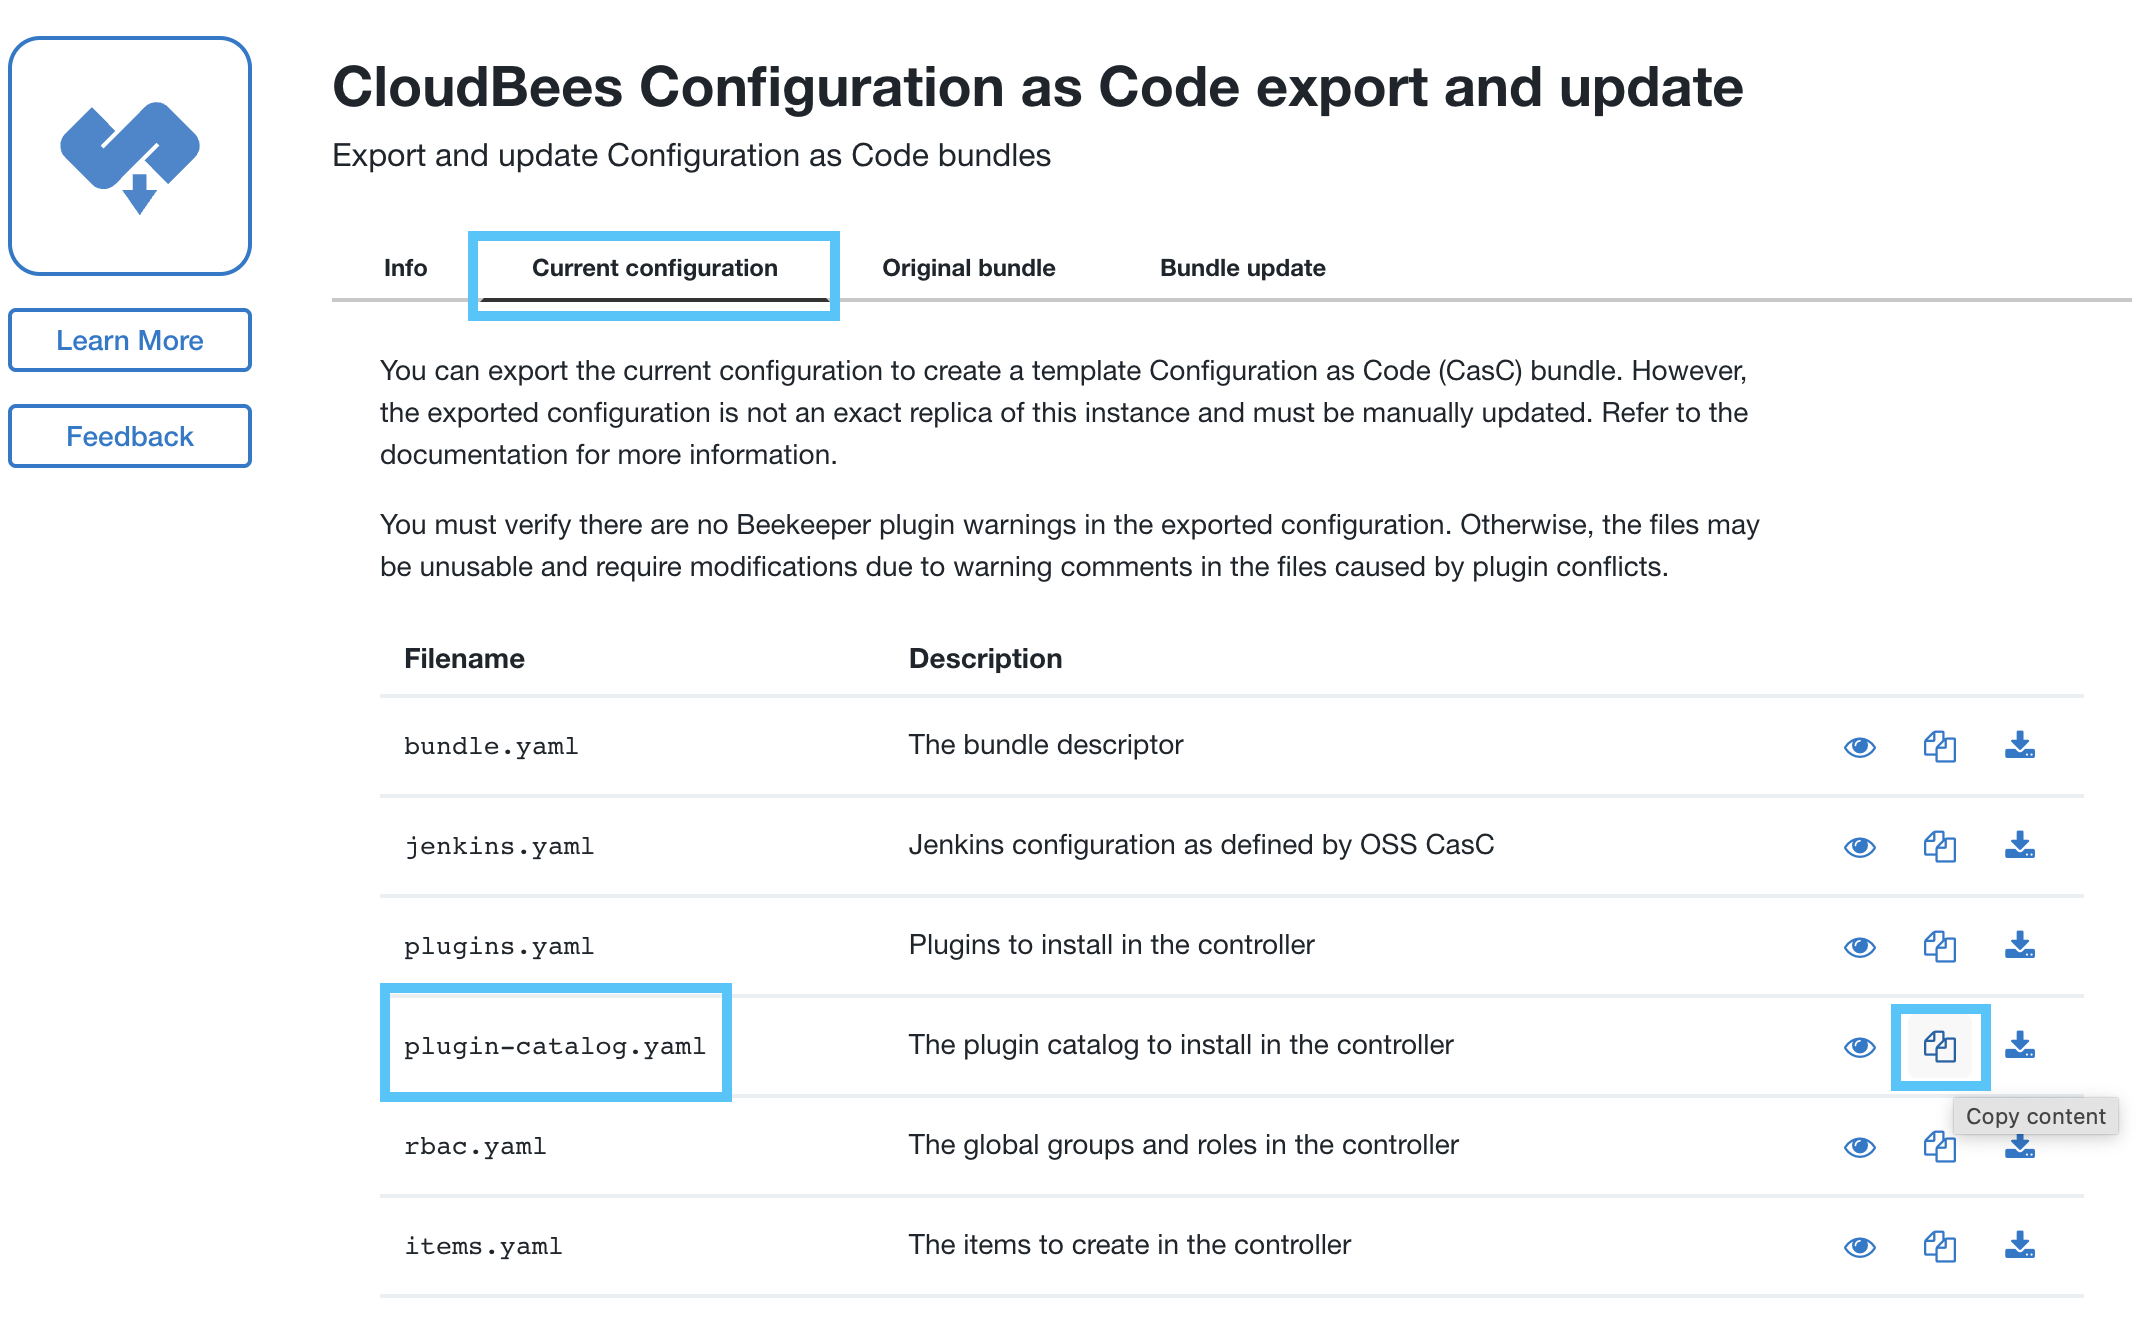 CloudBees Configuration as Code export and update
Export and update Configuration as Code bundles
Learn More
Feedback
Info Current configuration Original bundle Bundle update
You can export the current configuration to create a template Configuration as Code (CasC) bundle. However,
the exported configuration is not an exact replica of this instance and must be manually updated. Refer to the
documentation for more information.
You must verify there are no Beekeeper plugin warnings in the exported configuration. Otherwise, the files may
be unusable and require modifications due to warning comments in the files caused by plugin conflicts.
Filename Description
bundle.yaml The bundle descriptor
jenkins.yaml Jenkins configuration as defined by OSS CasC
plugins.yaml Plugins to install in the controller
plugin-catalog.yaml The plugin catalog to install in the controller
Copy content
rbac.yaml The global groups and roles in the controller
items.yaml The items to create in the controller